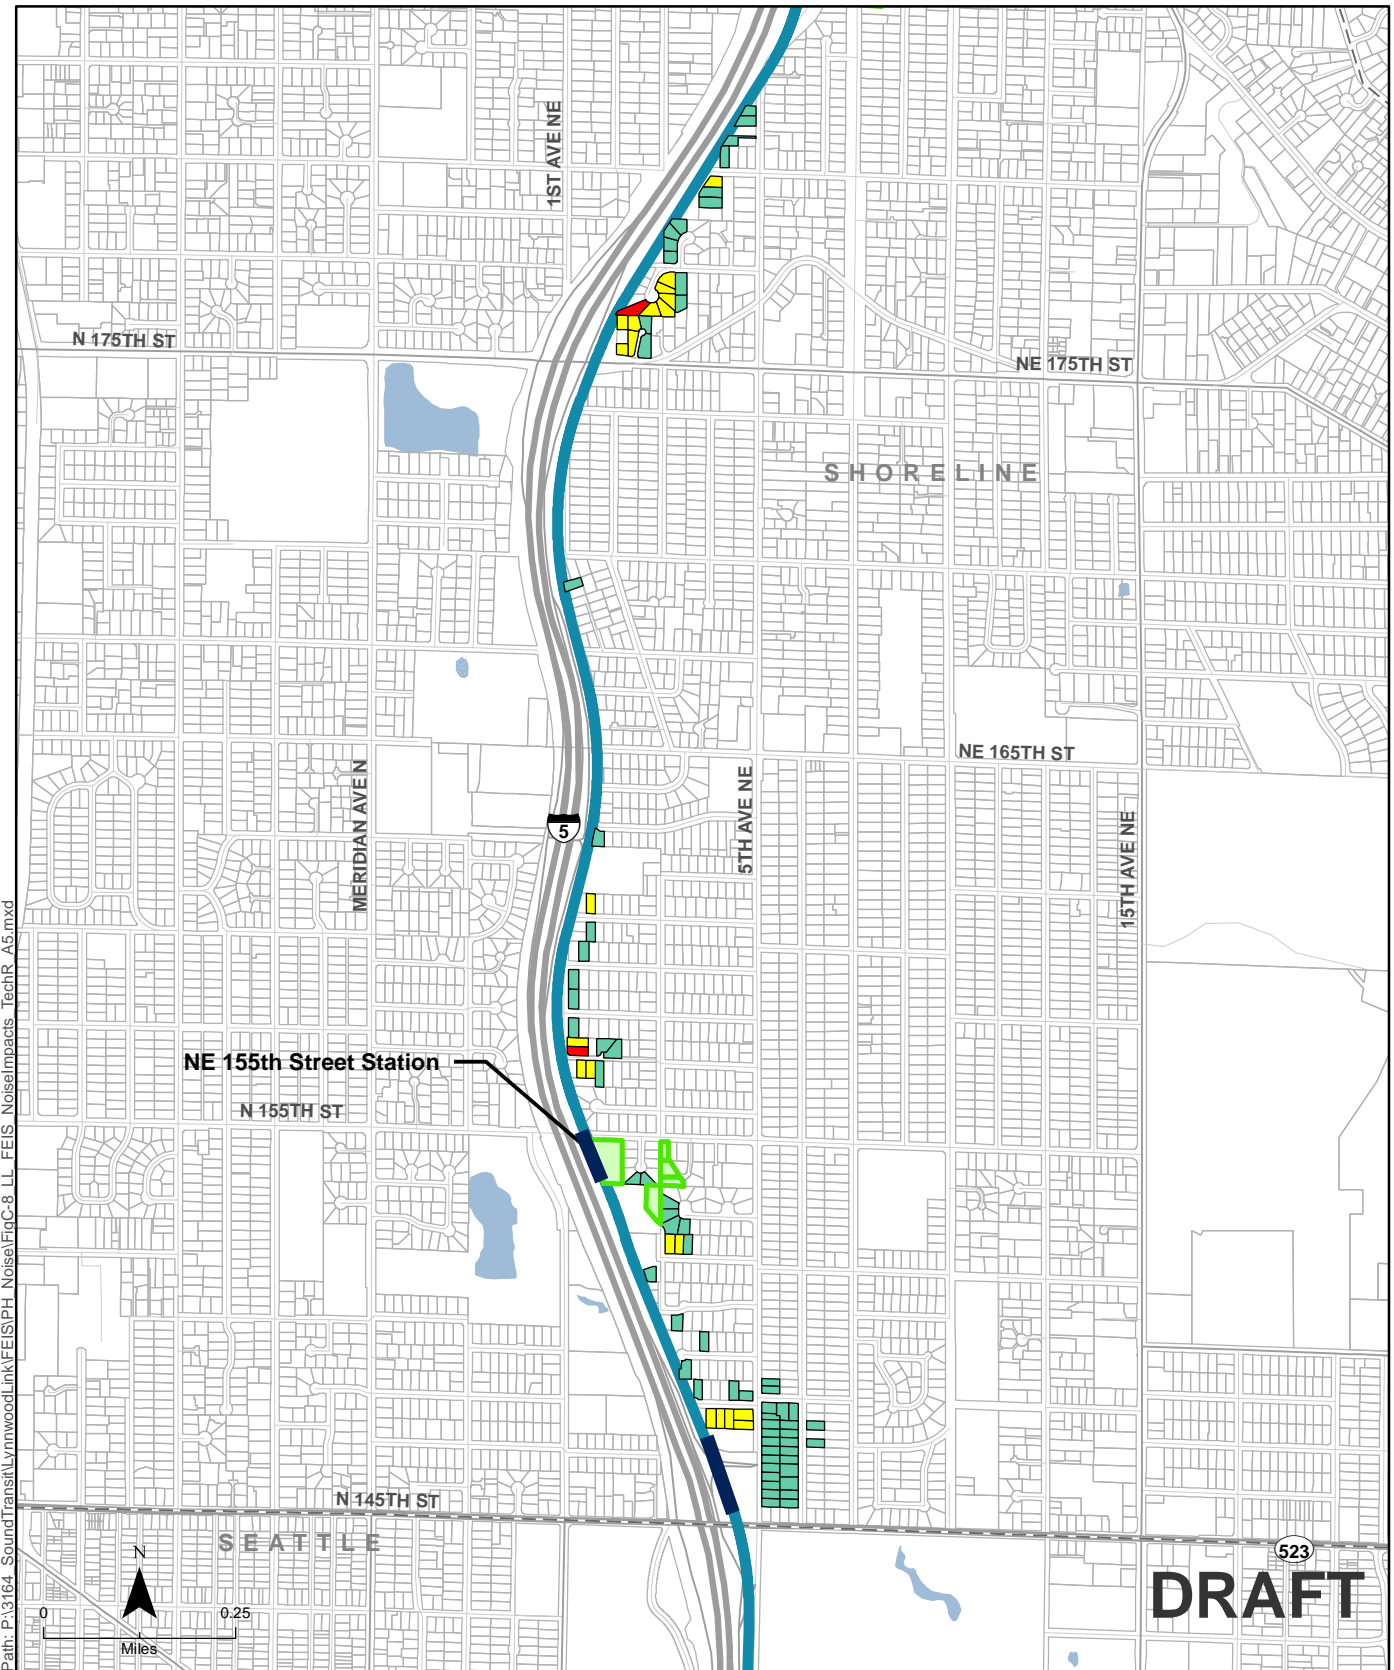 1ST AVE NE
N 175TH ST
NE 175TH ST
SHORELINE
NE 165TH ST
MERIDIAN AVE N
5TH AVE NE
15TH AVE NE
5
NE 155th Street Station
N 155TH ST
N 145TH ST
SEATTLE
523
DRAFT
N
0 0.25
Miles
Path: P:\3164_SoundTransit\LynnwoodLink\FEIS\PH_Noise\FigC-8_LL_FEIS_NoiseImpacts_TechR_A5.mxd